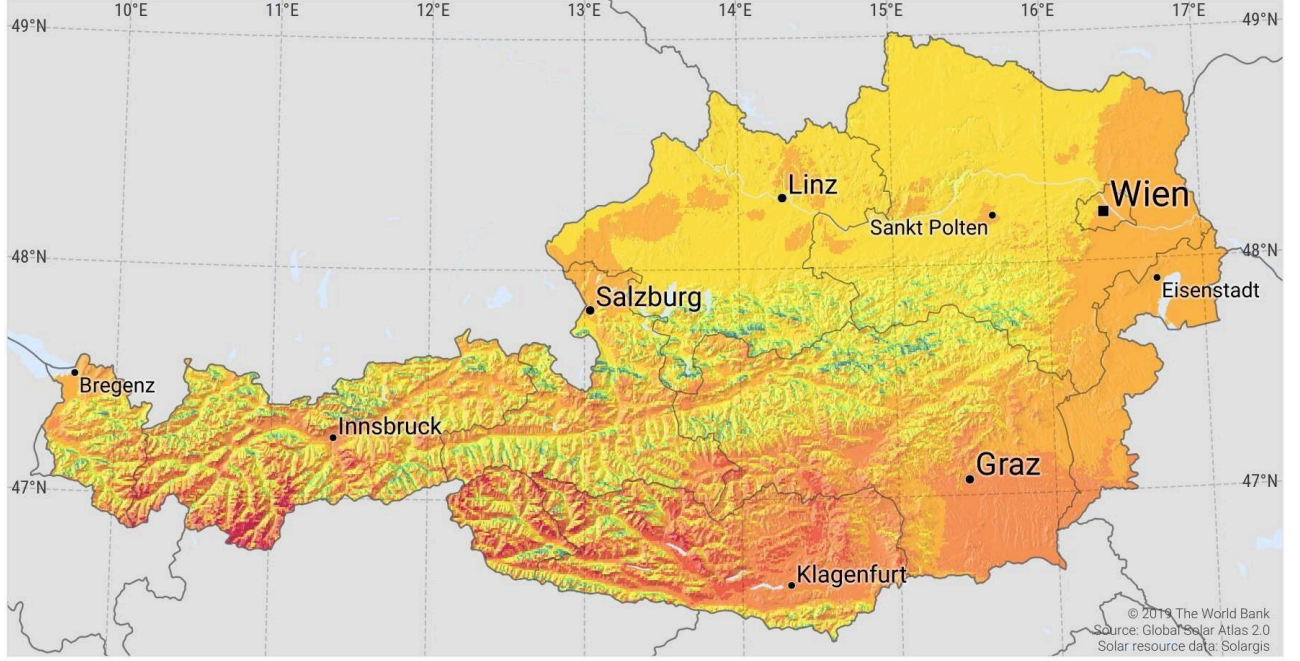 10°E 11°E 12°E 13°E 14°E 15°E 16°E 17°E
49°N 49°N
Linz
Wien
Sankt Polten
48°N 48°N
Eisenstadt
Salzburg
Bregenz
Innsbruck
Graz
47°N 47°N
Klagenfurt
© 2019 The World Bank
Source: Global Solar Atlas 2.0
Solar resource data: Solargis